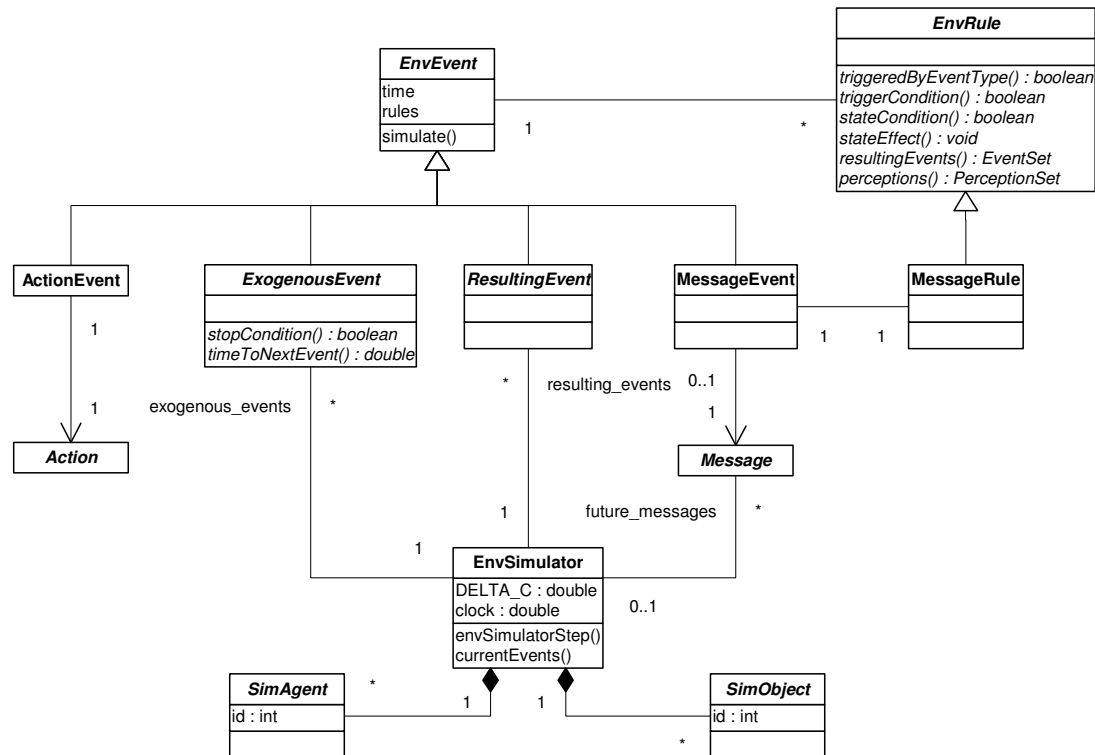 EnvRule
triggeredByEventType() : boolean
triggerCondition() : boolean
stateCondition() : boolean
stateEffect() : void
resultingEvents() : EventSet
perceptions() : PerceptionSet
EnvEvent
time
rules
simulate()
1
*
ActionEvent
ExogenousEvent
stopCondition() : boolean
timeToNextEvent() : double
ResultingEvent
MessageEvent
MessageRule
1
1
1
1
exogenous_events
*
*
resulting_events
0..1
1
Action
Message
1
1
future_messages
*
EnvSimulator
DELTA_C : double
clock : double
envSimulatorStep()
currentEvents()
0..1
SimAgent
id : int
*
1
1
SimObject
id : int
*